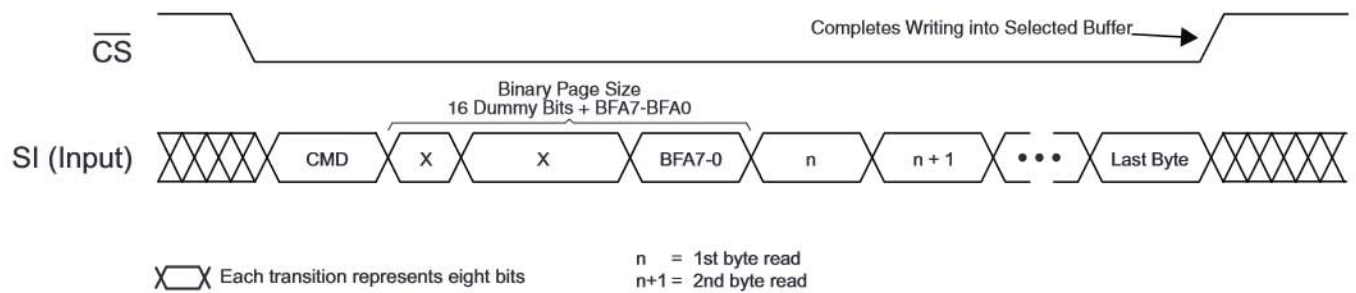 Completes Writing into Selected Buffer
CS
Binary Page Size
16 Dummy Bits + BFA7-BFA0
SI (Input)
CMD
X
X
BFA7-0
n
n + 1
•••
Last Byte
Each transition represents eight bits
n = 1st byte read
n+1 = 2nd byte read